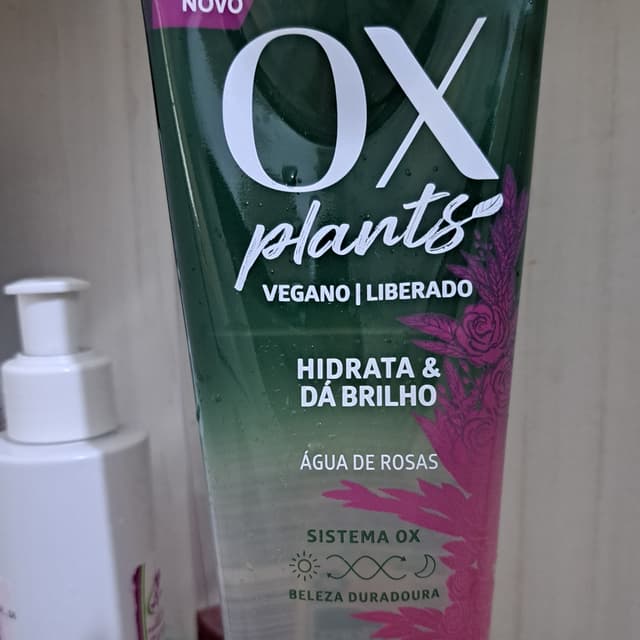 NOVO
OX
plants
VEGANO | LIBERADO
HIDRATA &
DÁ BRILHO
ÁGUA DE ROSAS
SISTEMA OX
BELEZA DURADOURA